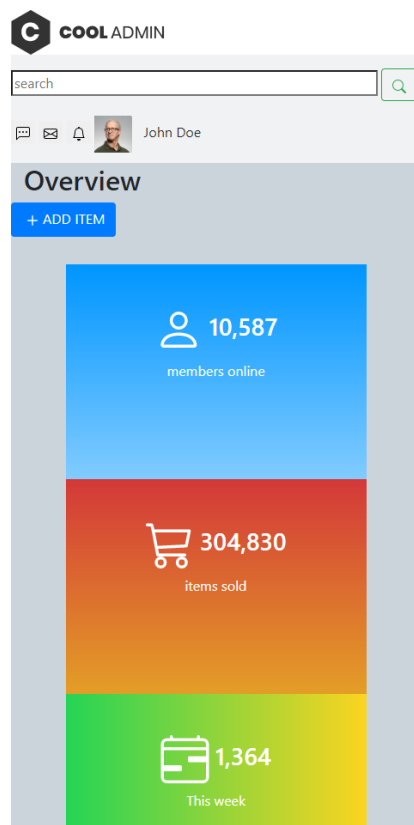 C COOL ADMIN
search
John Doe
Overview
+ ADD ITEM
10,587
members online
304,830
items sold
1,364
This week